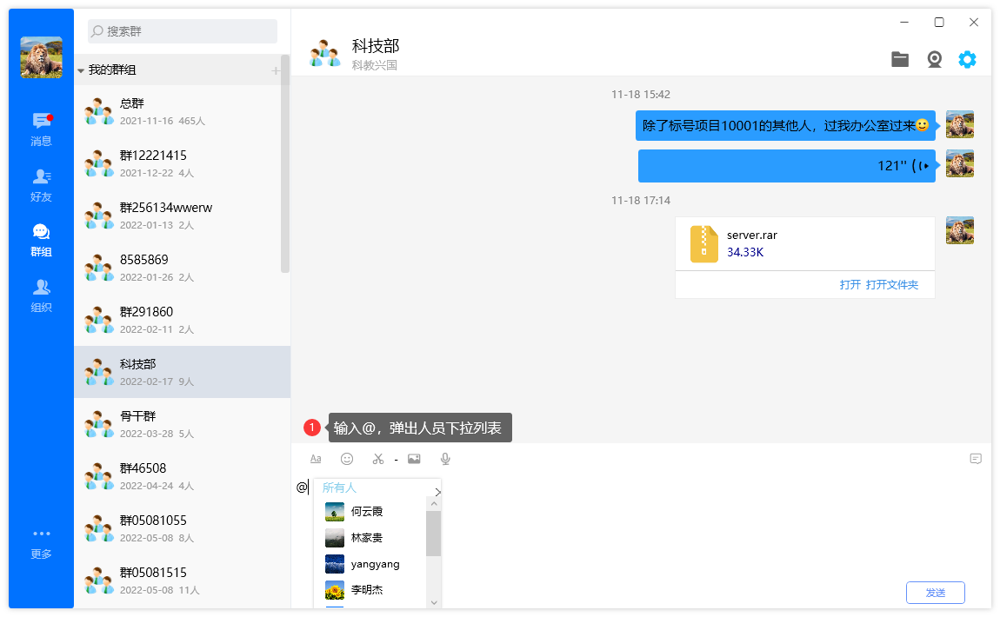 搜索群
我的群组
消息
好友
群组
组织
更多
总群
2021-11-16 465人
群12221415
2021-12-22 4人
群256134wwerw
2022-01-13 2人
8585869
2022-01-26 2人
群291860
2022-02-11 2人
科技部
2022-02-17 9人
骨干群
2022-03-28 5人
群46508
2022-04-24 4人
群05081055
2022-05-08 8人
群05081515
2022-05-08 11人
科技部
科教兴国
11-18 15:42
除了标号项目10001的其他人，过我办公室过来
121''
11-18 17:14
server.rar
34.33K
打开 打开文件夹
1 输入@，弹出人员下拉列表
Aa
@
所有人
何云霞
林家贵
yangyang
李明杰
发送